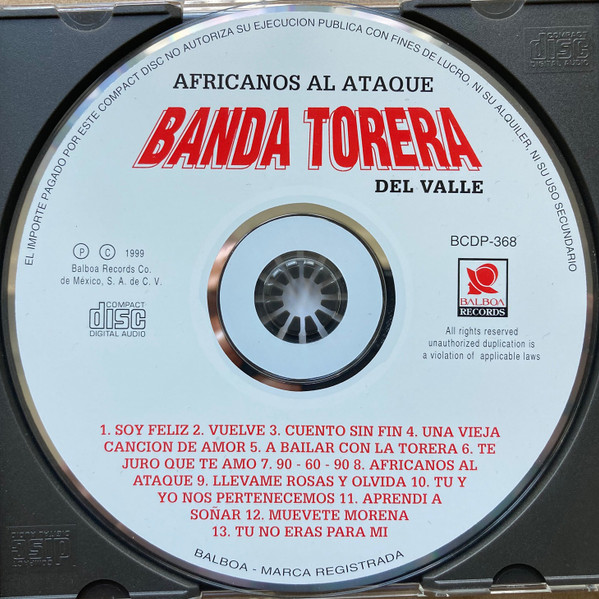 EL IMPORTE PAGADO POR ESTE COMPACT DISC NO AUTORIZA SU EJECUCION PUBLICA CON FINES DE LUCRO, NI SU ALQUILER, NI SU USO SECUNDARIO
COMPACT
disc
DIGITAL AUDIO
AFRICANOS AL ATAQUE
BANDA TORERA
DEL VALLE
P C 1999
Balboa Records Co.
de México, S. A. de C. V.
COMPACT
disc
DIGITAL AUDIO
BCDP-368
BALBOA
RECORDS
All rights reserved
unauthorized duplication is
a violation of applicable laws
1. SOY FELIZ 2. VUELVE 3. CUENTO SIN FIN 4. UNA VIEJA
CANCION DE AMOR 5. A BAILAR CON LA TORERA 6. TE
JURO QUE TE AMO 7. 90 - 60 - 90 8. AFRICANOS AL
ATAQUE 9. LLEVAME ROSAS Y OLVIDA 10. TU Y
YO NOS PERTENECEMOS 11. APRENDI A
SOÑAR 12. MUEVETE MORENA
13. TU NO ERAS PARA MI
BALBOA - MARCA REGISTRADA